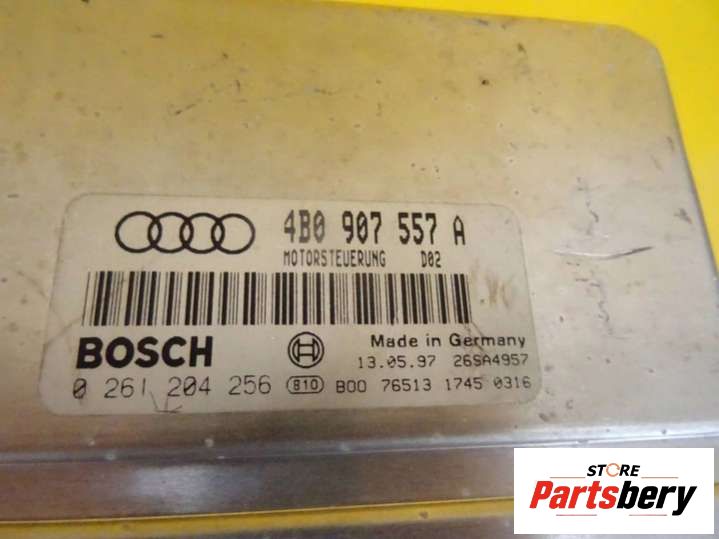 4B0 907 557 A
MOTORSTEUERUNG D02
BOSCH
Made in Germany
13.05.97 26SA4957
0 261 204 256 810 B00 76513 1745 0316
STORE
Partsbery